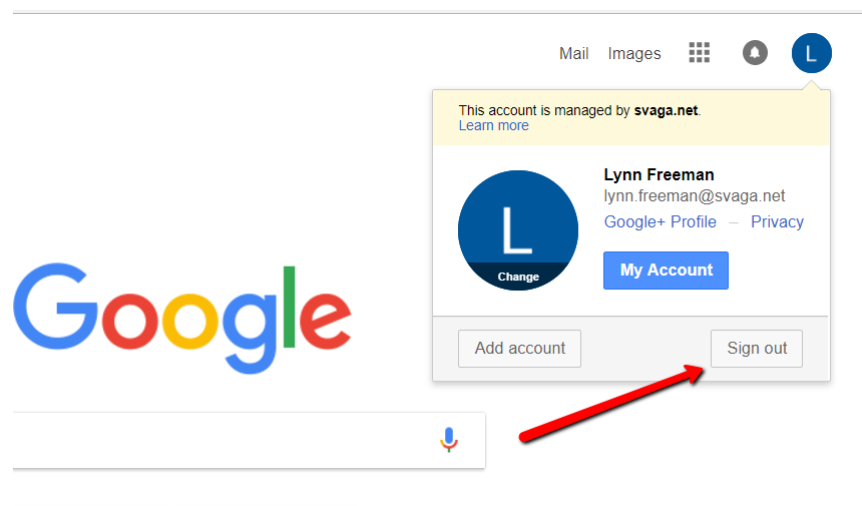 Mail Images L
This account is managed by svaga.net.
Learn more
Lynn Freeman
lynn.freeman@svaga.net
Google+ Profile – Privacy
L
Change
My Account
Google
Add account Sign out